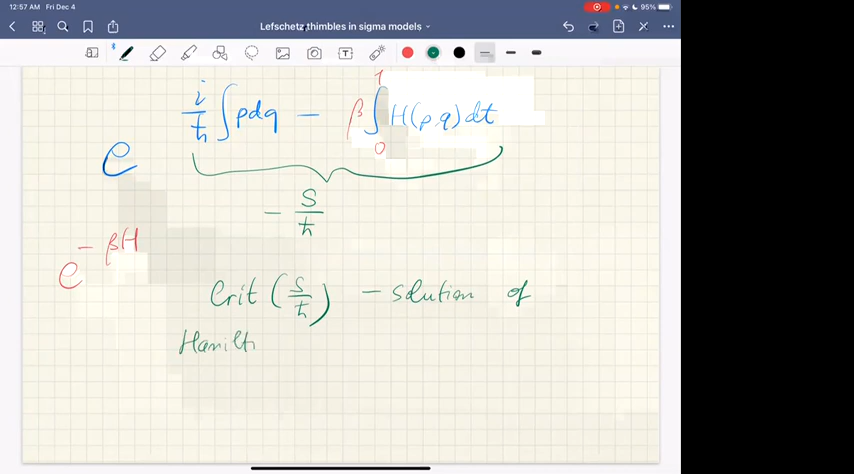 12:57 AM Fri Dec 4
95%
Lefschetz thimbles in sigma models
e^{i/ħ ∫ pdq − β ∫_0^1 H(p,q) dt}
− S/ħ
e^{−βH}
Crit (S/ħ) − solution of
Hamilt